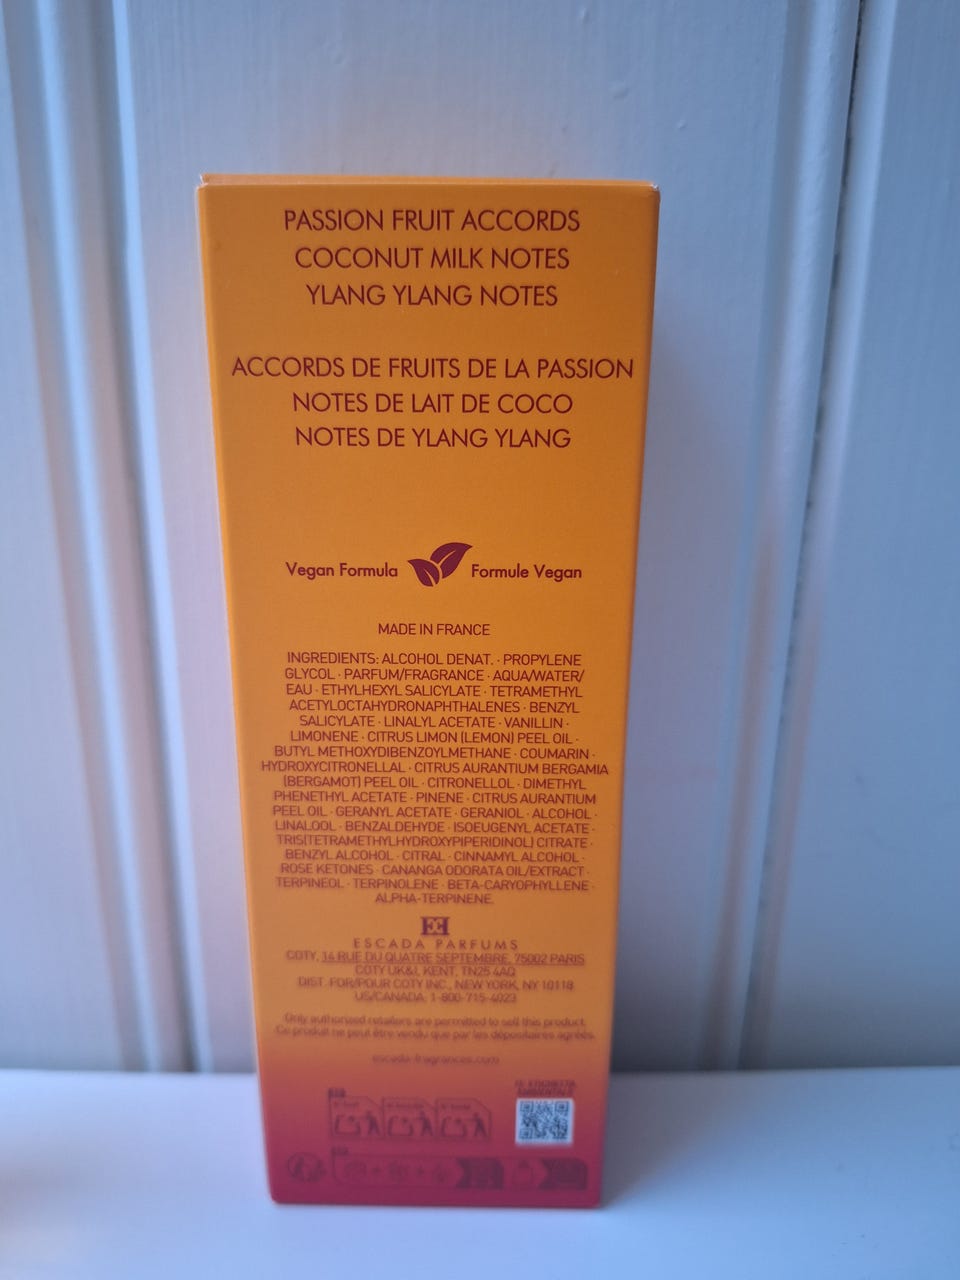 PASSION FRUIT ACCORDS
COCONUT MILK NOTES
YLANG YLANG NOTES
ACCORDS DE FRUITS DE LA PASSION
NOTES DE LAIT DE COCO
NOTES DE YLANG YLANG
Vegan Formula Formule Vegan
MADE IN FRANCE
INGREDIENTS: ALCOHOL DENAT. · PROPYLENE
GLYCOL · PARFUM/FRAGRANCE · AQUA/WATER/
EAU · ETHYLHEXYL SALICYLATE · TETRAMETHYL
ACETYLOCTAHYDRONAPHTHALENES · BENZYL
SALICYLATE · LINALYL ACETATE · VANILLIN ·
LIMONENE · CITRUS LIMON (LEMON) PEEL OIL ·
BUTYL METHOXYDIBENZOYLMETHANE · COUMARIN ·
HYDROXYCITRONELLAL · CITRUS AURANTIUM BERGAMIA
(BERGAMOT) PEEL OIL · CITRONELLOL · DIMETHYL
PHENETHYL ACETATE · PINENE · CITRUS AURANTIUM
PEEL OIL · GERANYL ACETATE · GERANIOL · ALCOHOL ·
LINALOOL · BENZALDEHYDE · ISOEUGENYL ACETATE ·
TRIS(TETRAMETHYLHYDROXYPIPERIDINOL) CITRATE ·
BENZYL ALCOHOL · CITRAL · CINNAMYL ALCOHOL ·
ROSE KETONES · CANANGA ODORATA OIL/EXTRACT ·
TERPINEOL · TERPINOLENE · BETA-CARYOPHYLLENE ·
ALPHA-TERPINENE.
ESCADA PARFUMS
COTY, 14 RUE DU QUATRE SEPTEMBRE, 75002 PARIS
COTY UK&I, KENT, TN25 4AQ
DIST. FOR/POUR COTY INC., NEW YORK, NY 10118
US/CANADA: 1-800-715-4023
Only authorized retailers are permitted to sell this product.
Ce produit ne peut être vendu que par les dépositaires agréés.
escada-fragrances.com
ETICHETTA
AMBIENTALE